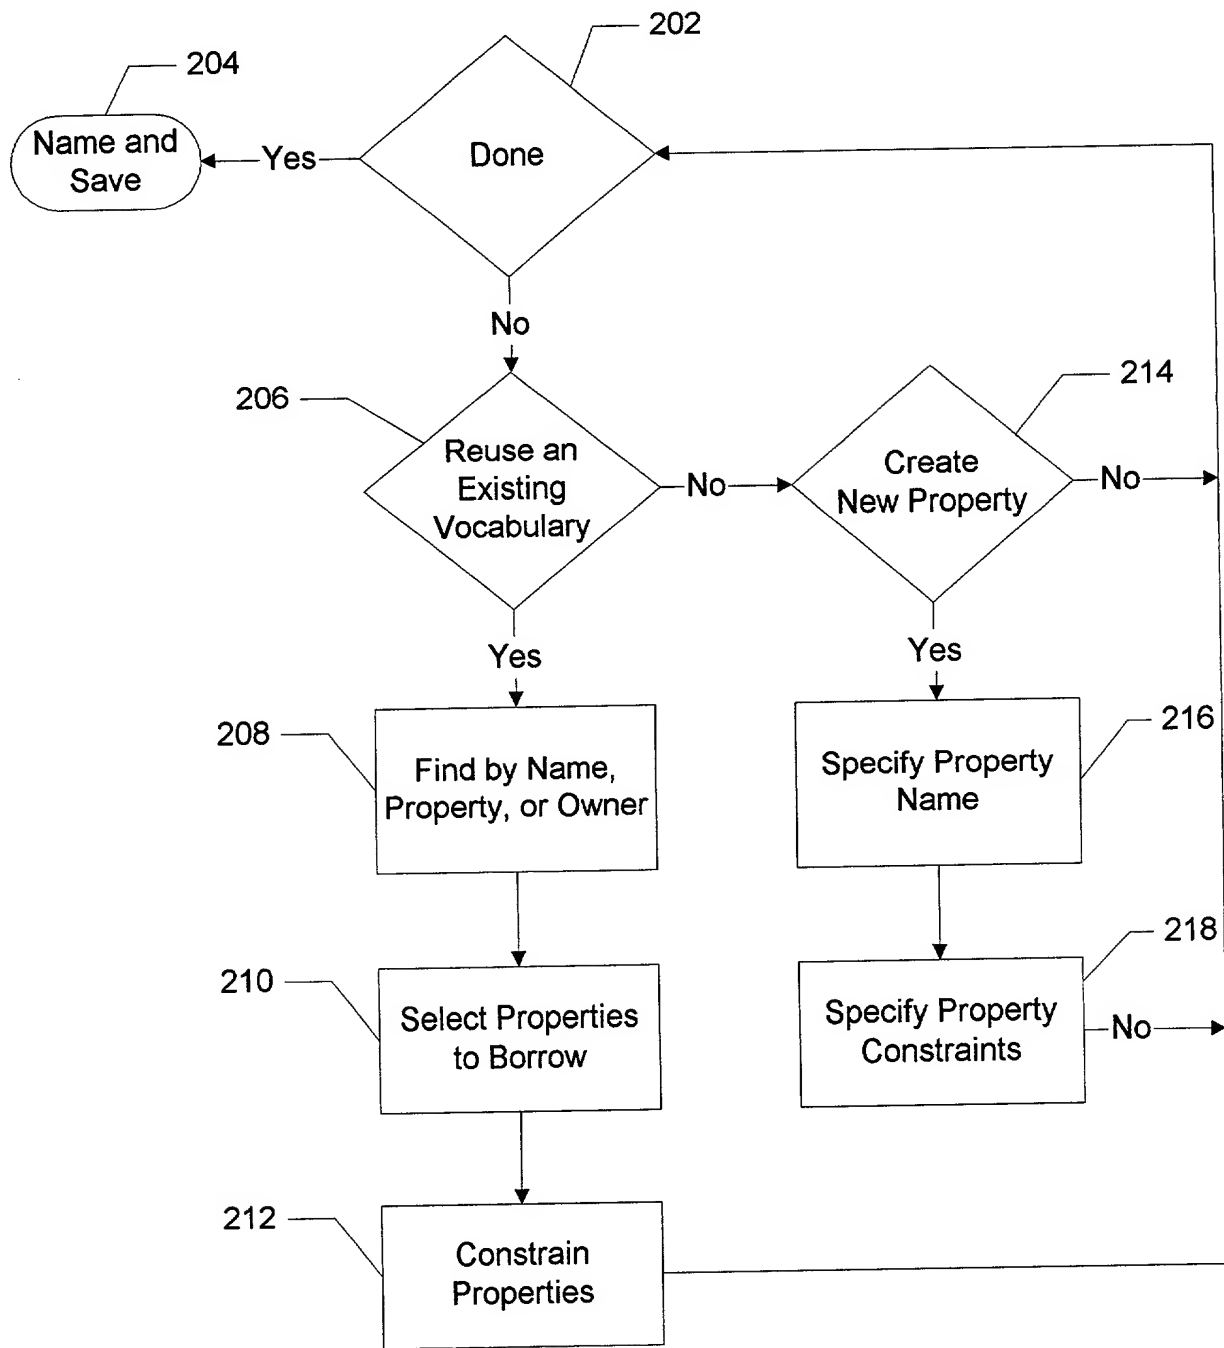 202
204
Name and
Save
Yes
Done
No
206
214
Reuse an
Existing
Vocabulary
No
Create
New Property
No
Yes
Yes
208
216
Find by Name,
Property, or Owner
Specify Property
Name
210
218
Select Properties
to Borrow
Specify Property
Constraints
No
212
Constrain
Properties